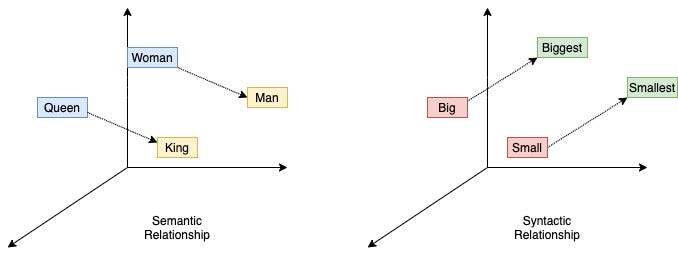 Woman
Man
Queen
King
Semantic
Relationship
Biggest
Smallest
Big
Small
Syntactic
Relationship